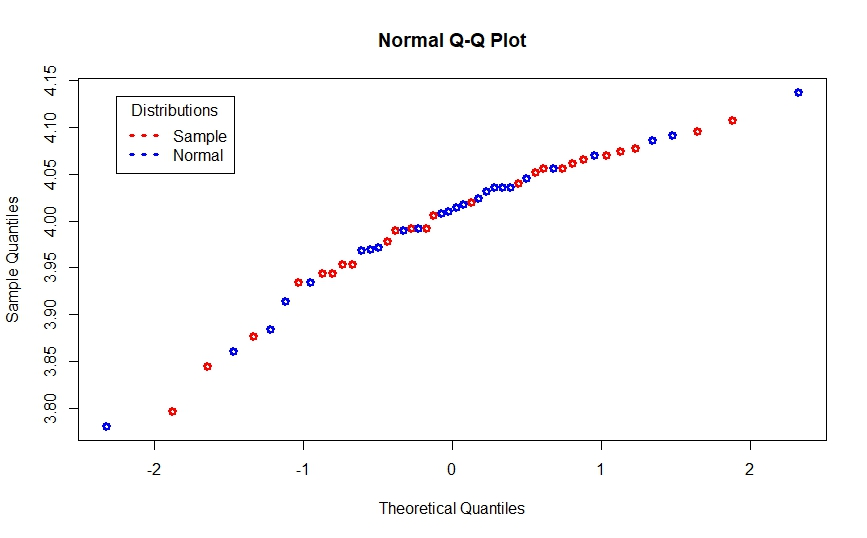 Normal Q-Q Plot
4.15
4.10
4.05
4.00
3.95
3.90
3.85
3.80
Sample Quantiles
Distributions
Sample
Normal
-2 -1 0 1 2
Theoretical Quantiles